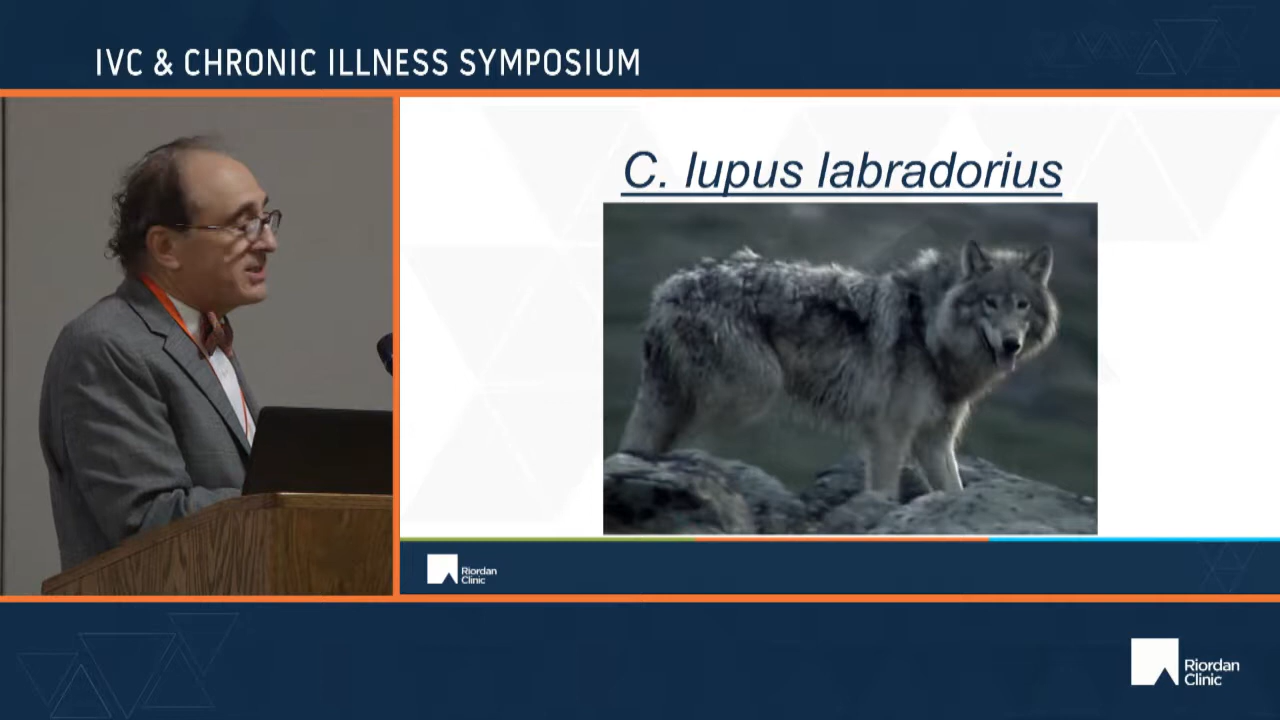 IVC & CHRONIC ILLNESS SYMPOSIUM
C. lupus labradorius
Riordan
Clinic
Riordan
Clinic